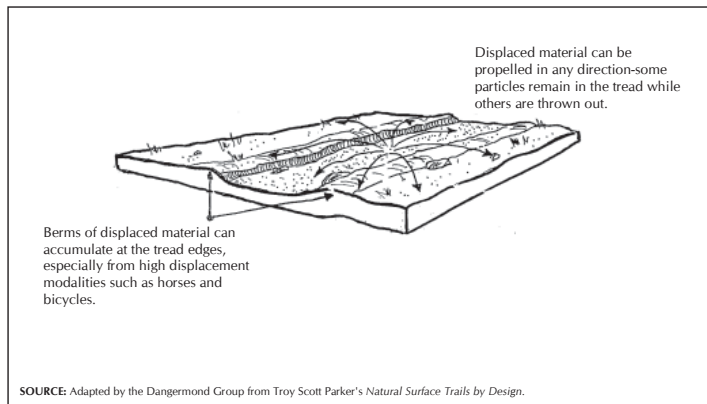 Displaced material can be
propelled in any direction-some
particles remain in the tread while
others are thrown out.
Berms of displaced material can
accumulate at the tread edges,
especially from high displacement
modalities such as horses and
bicycles.
SOURCE: Adapted by the Dangermond Group from Troy Scott Parker's Natural Surface Trails by Design.